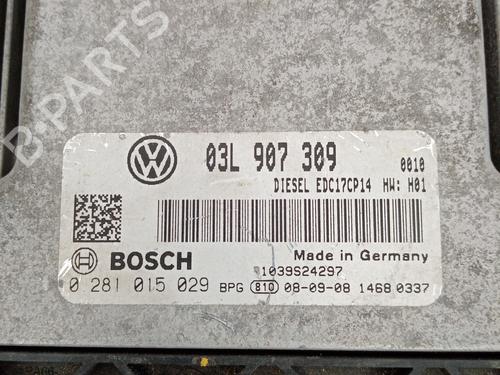 B-PARTS
VW
03L 907 309
0010
DIESEL EDC17CP14 HW: H01
BOSCH
Made in Germany
1039S24297
0 281 015 029 BPG 810 08-09-08 1468 0337